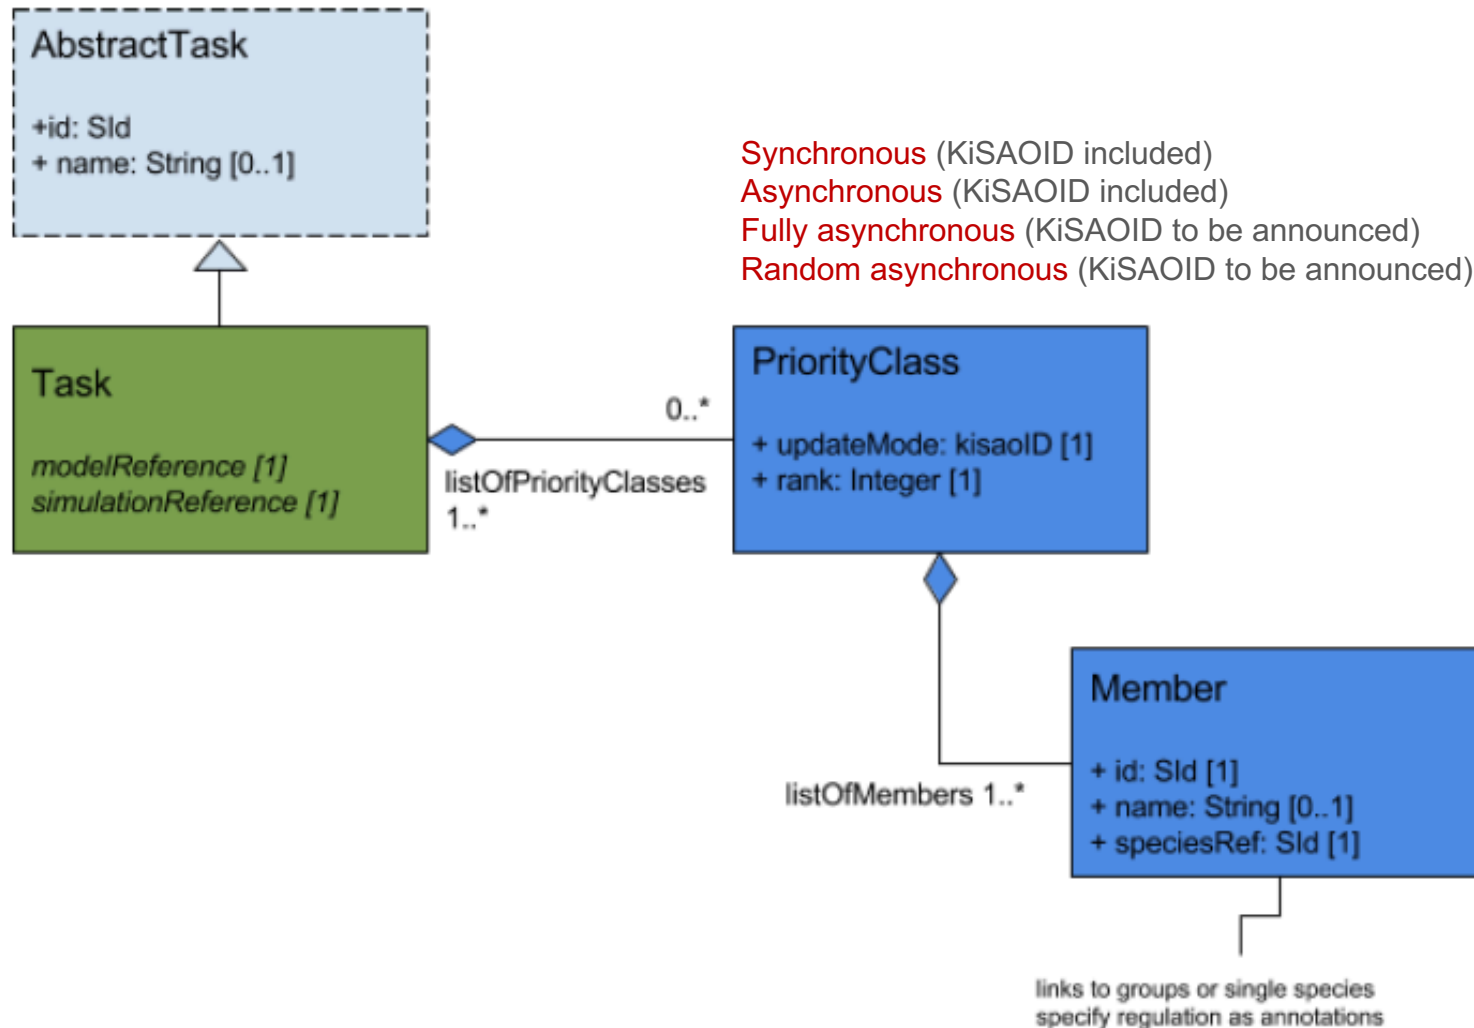 AbstractTask
+id: SId
+ name: String [0..1]
Synchronous (KiSAOID included)
Asynchronous (KiSAOID included)
Fully asynchronous (KiSAOID to be announced)
Random asynchronous (KiSAOID to be announced)
Task
modelReference [1]
simulationReference [1]
0..*
listOfPriorityClasses
1..*
PriorityClass
+ updateMode: kisaoID [1]
+ rank: Integer [1]
listOfMembers 1..*
Member
+ id: SId [1]
+ name: String [0..1]
+ speciesRef: SId [1]
links to groups or single species
specify regulation as annotations